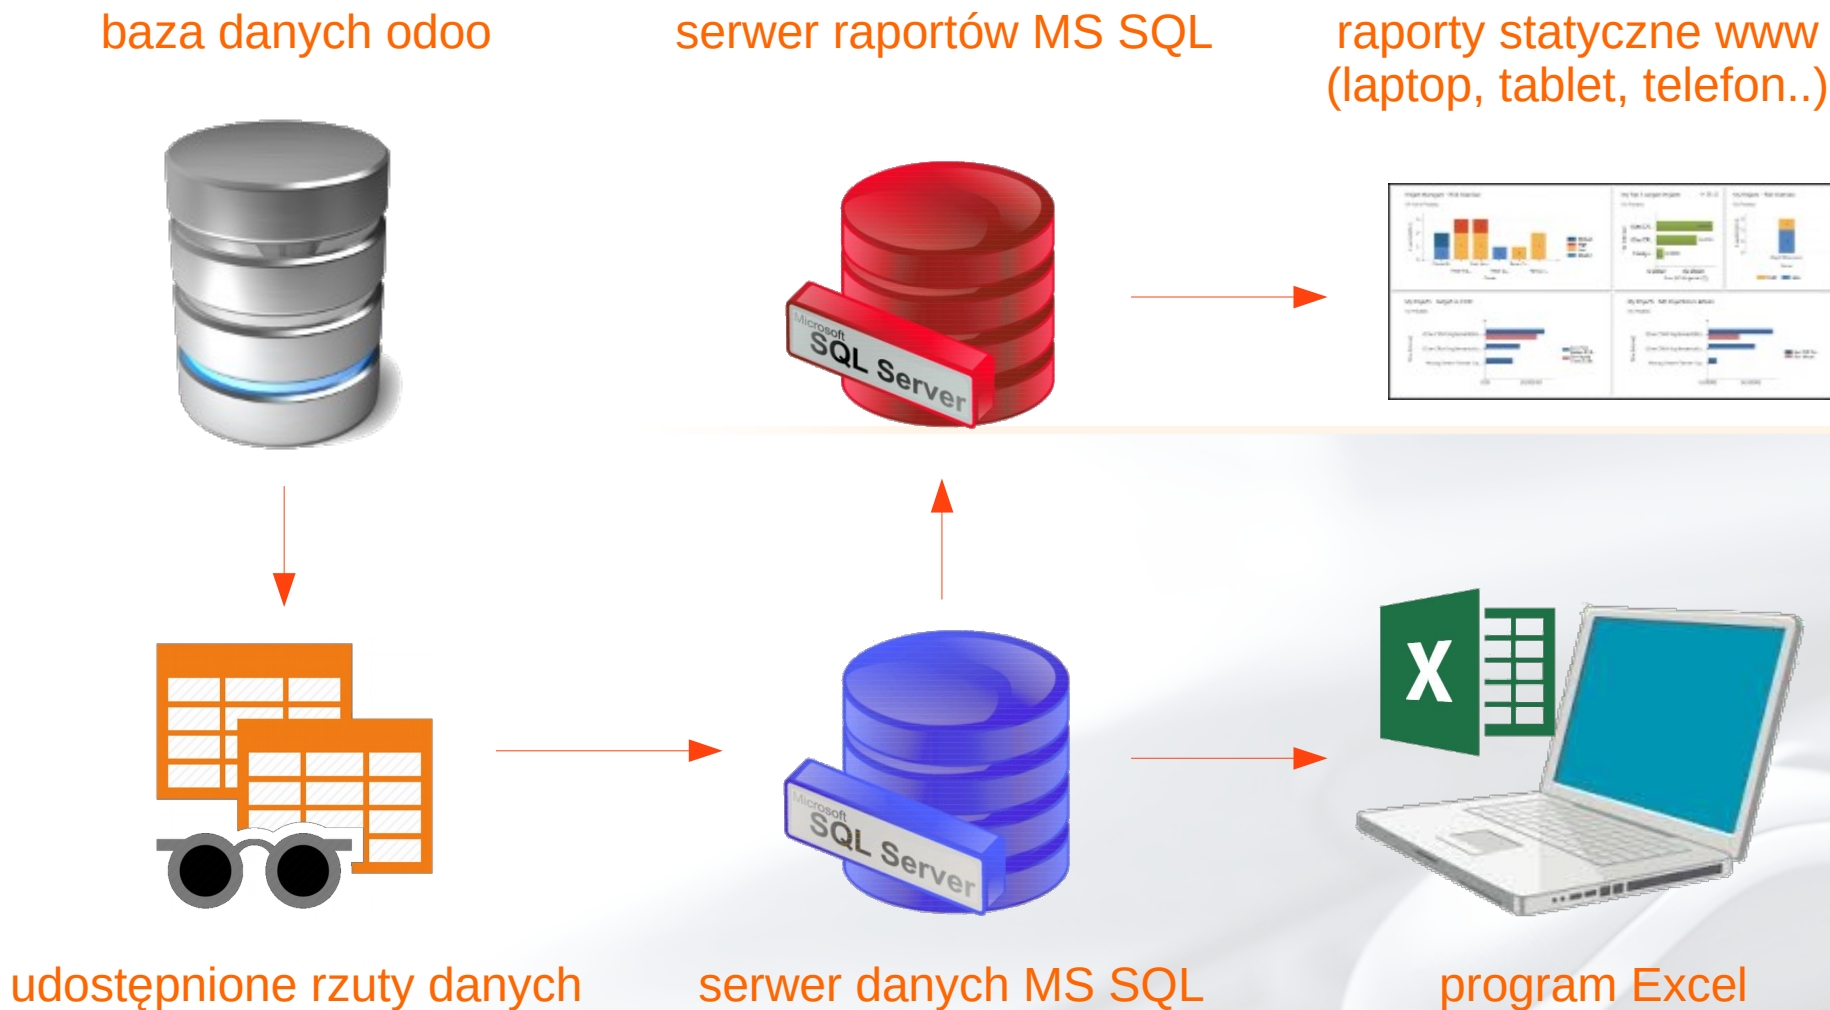 baza danych odoo
serwer raportów MS SQL
raporty statyczne www
(laptop, tablet, telefon..)
Microsoft
SQL Server
Microsoft
SQL Server
X
udostępnione rzuty danych
serwer danych MS SQL
program Excel